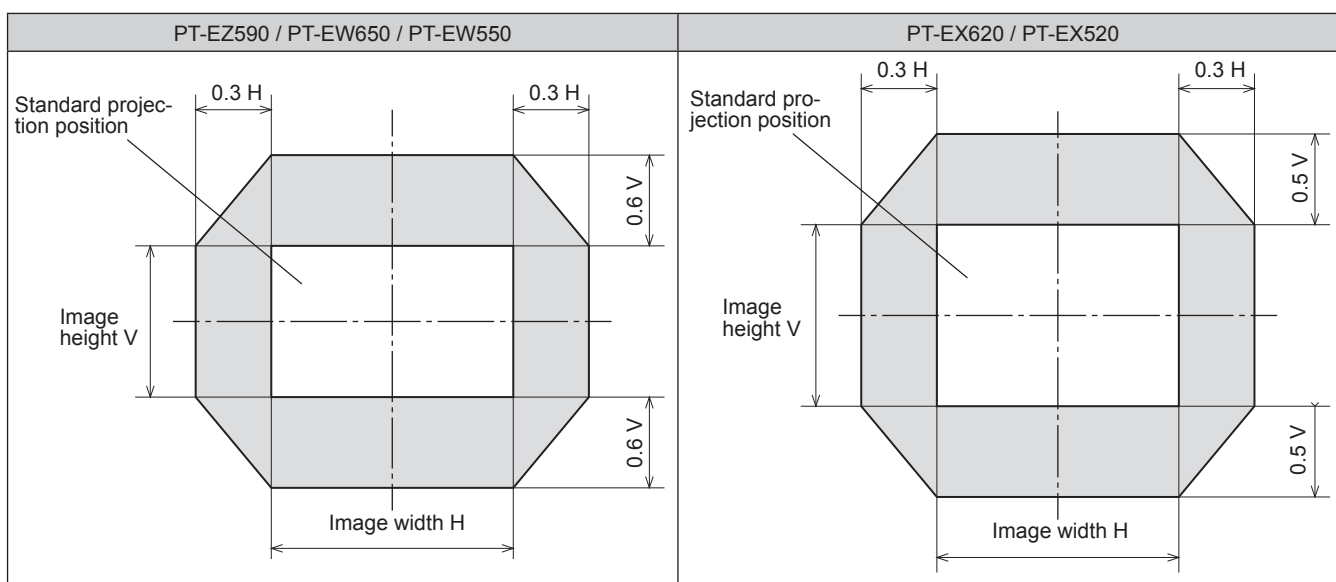 PT-EZ590 / PT-EW650 / PT-EW550
Standard projec-
tion position
0.3 H
0.3 H
0.6 V
Image
height V
0.6 V
Image width H
PT-EX620 / PT-EX520
Standard pro-
jection position
0.3 H
0.3 H
0.5 V
Image
height V
0.5 V
Image width H